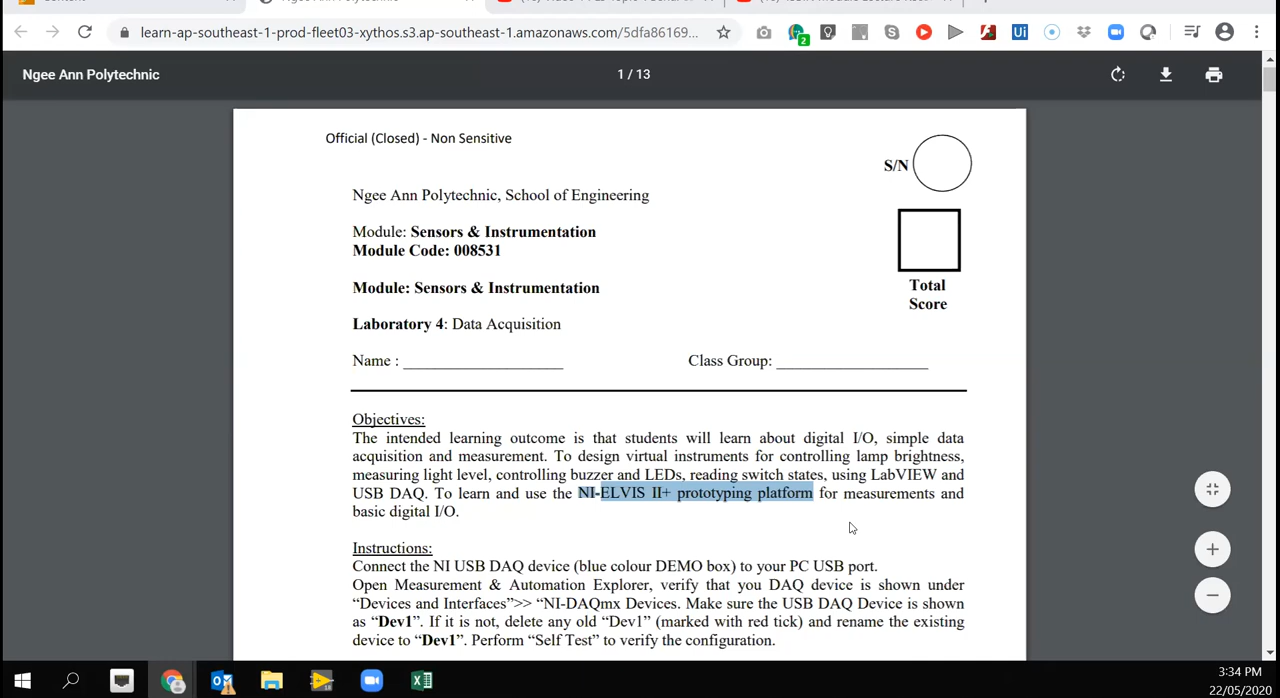 learn-ap-southeast-1-prod-fleet03-xythos.s3.ap-southeast-1.amazonaws.com/5dfa86169...
2
Ui
Ngee Ann Polytechnic
1 / 13
Official (Closed) - Non Sensitive
S/N
Ngee Ann Polytechnic, School of Engineering
Module: Sensors & Instrumentation
Module Code: 008531
Module: Sensors & Instrumentation
Total
Score
Laboratory 4: Data Acquisition
Name : ____________________ Class Group: ___________________
Objectives:
The intended learning outcome is that students will learn about digital I/O, simple data
acquisition and measurement. To design virtual instruments for controlling lamp brightness,
measuring light level, controlling buzzer and LEDs, reading switch states, using LabVIEW and
USB DAQ. To learn and use the NI-ELVIS II+ prototyping platform for measurements and
basic digital I/O.
Instructions:
Connect the NI USB DAQ device (blue colour DEMO box) to your PC USB port.
Open Measurement & Automation Explorer, verify that you DAQ device is shown under
“Devices and Interfaces”>> “NI-DAQmx Devices. Make sure the USB DAQ Device is shown
as “Dev1”. If it is not, delete any old “Dev1” (marked with red tick) and rename the existing
device to “Dev1”. Perform “Self Test” to verify the configuration.
3:34 PM
22/05/2020